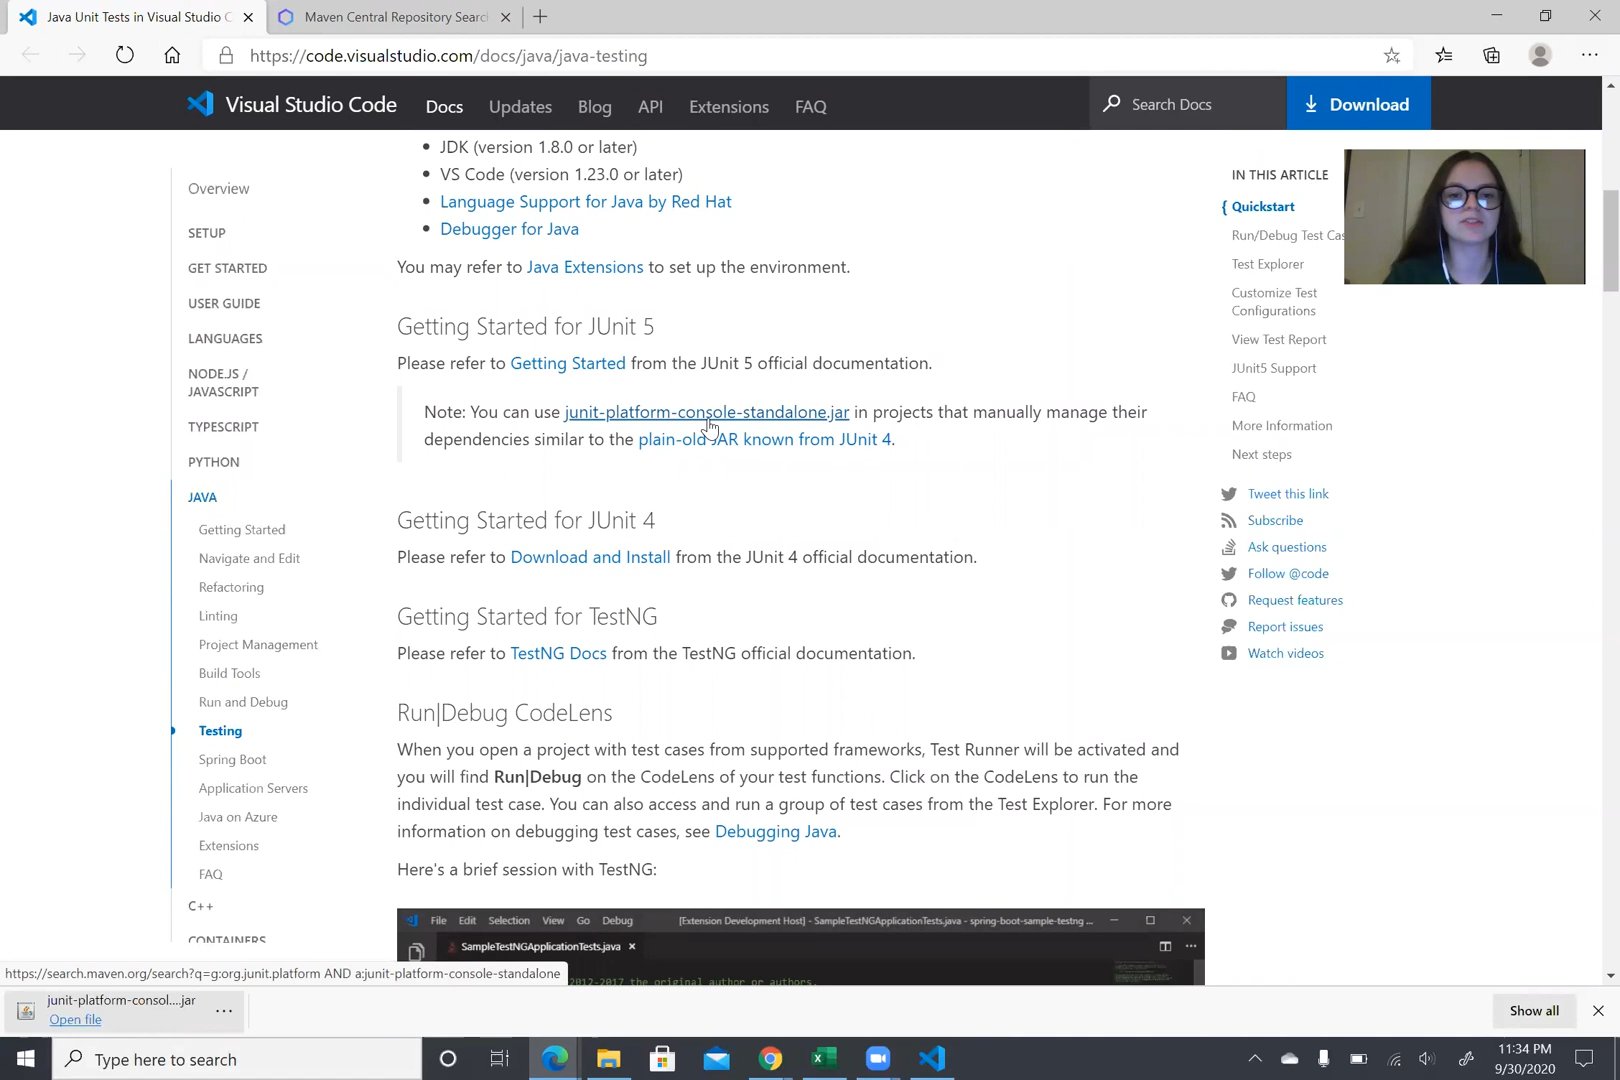 Java Unit Tests in Visual Studio C
Maven Central Repository Search
https://code.visualstudio.com/docs/java/java-testing
Visual Studio Code
Docs
Updates
Blog
API
Extensions
FAQ
Search Docs
Download
Overview
SETUP
GET STARTED
USER GUIDE
LANGUAGES
NODE.JS /
JAVASCRIPT
TYPESCRIPT
PYTHON
JAVA
Getting Started
Navigate and Edit
Refactoring
Linting
Project Management
Build Tools
Run and Debug
Testing
Spring Boot
Application Servers
Java on Azure
Extensions
FAQ
C++
CONTAINERS
JDK (version 1.8.0 or later)
VS Code (version 1.23.0 or later)
Language Support for Java by Red Hat
Debugger for Java
You may refer to Java Extensions to set up the environment.
Getting Started for JUnit 5
Please refer to Getting Started from the JUnit 5 official documentation.
Note: You can use junit-platform-console-standalone.jar in projects that manually manage their
dependencies similar to the plain-old JAR known from JUnit 4.
Getting Started for JUnit 4
Please refer to Download and Install from the JUnit 4 official documentation.
Getting Started for TestNG
Please refer to TestNG Docs from the TestNG official documentation.
Run|Debug CodeLens
When you open a project with test cases from supported frameworks, Test Runner will be activated and
you will find Run|Debug on the CodeLens of your test functions. Click on the CodeLens to run the
individual test case. You can also access and run a group of test cases from the Test Explorer. For more
information on debugging test cases, see Debugging Java.
Here's a brief session with TestNG:
File Edit Selection View Go Debug
[Extension Development Host] - SampleTestNGApplicationTests.java - spring-boot-sample-testng ...
SampleTestNGApplicationTests.java
2012-2017 the original author or authors.
IN THIS ARTICLE
Quickstart
Run/Debug Test Cas
Test Explorer
Customize Test
Configurations
View Test Report
JUnit5 Support
FAQ
More Information
Next steps
Tweet this link
Subscribe
Ask questions
Follow @code
Request features
Report issues
Watch videos
https://search.maven.org/search?q=g:org.junit.platform AND a:junit-platform-console-standalone
junit-platform-consol....jar
Open file
Show all
Type here to search
11:34 PM
9/30/2020